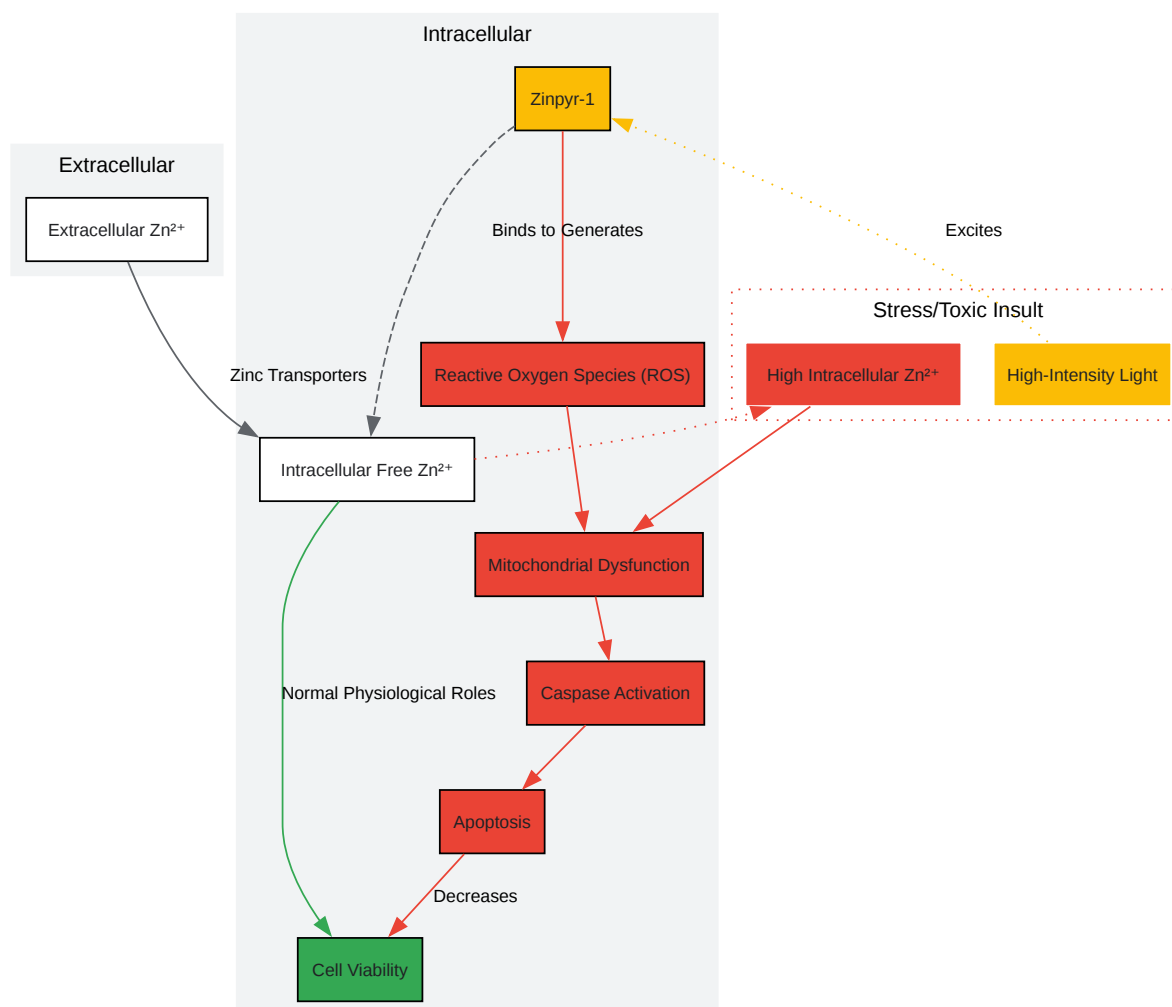 Intracellular
Zinpyr-1
Extracellular
Extracellular Zn²⁺
Binds to
Generates
Excites
Stress/Toxic Insult
Zinc Transporters
Reactive Oxygen Species (ROS)
High Intracellular Zn²⁺
High-Intensity Light
Intracellular Free Zn²⁺
Mitochondrial Dysfunction
Normal Physiological Roles
Caspase Activation
Apoptosis
Decreases
Cell Viability